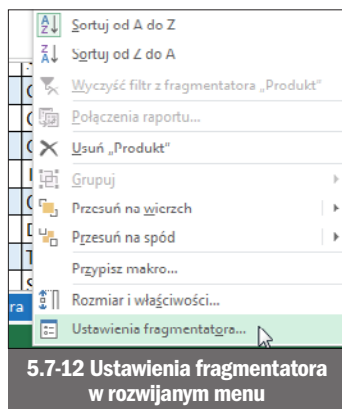 Sortuj od A do Z
Sortuj od Z do A
Wyczyść filtr z fragmentatora „Produkt”
Połączenia raportu...
Usuń „Produkt”
Grupuj
Przesuń na wierzch
Przesuń na spód
Przypisz makro...
Rozmiar i właściwości...
Ustawienia fragmentatora...
5.7-12 Ustawienia fragmentatora
w rozwijanym menu